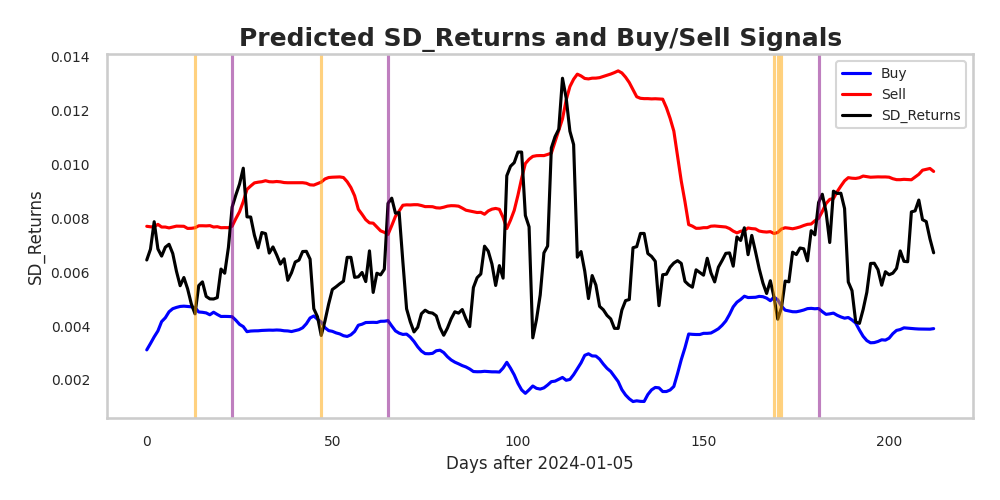 Predicted SD_Returns and Buy/Sell Signals
0.014
0.012
0.010
0.008
0.006
0.004
0.002
SD_Returns
Buy
Sell
SD_Returns
0 50 100 150 200
Days after 2024-01-05